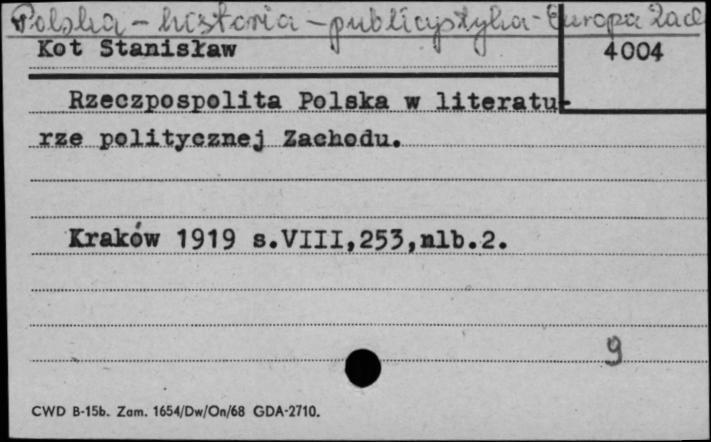 Polska - historia - publicystyka - Europa Zach
Kot Stanisław
4004
Rzeczpospolita Polska w literatu-
rze politycznej Zachodu.
Kraków 1919 s.VIII,253,nlb.2.
9
CWD B-15b. Zam. 1654/Dw/On/68 GDA-2710.